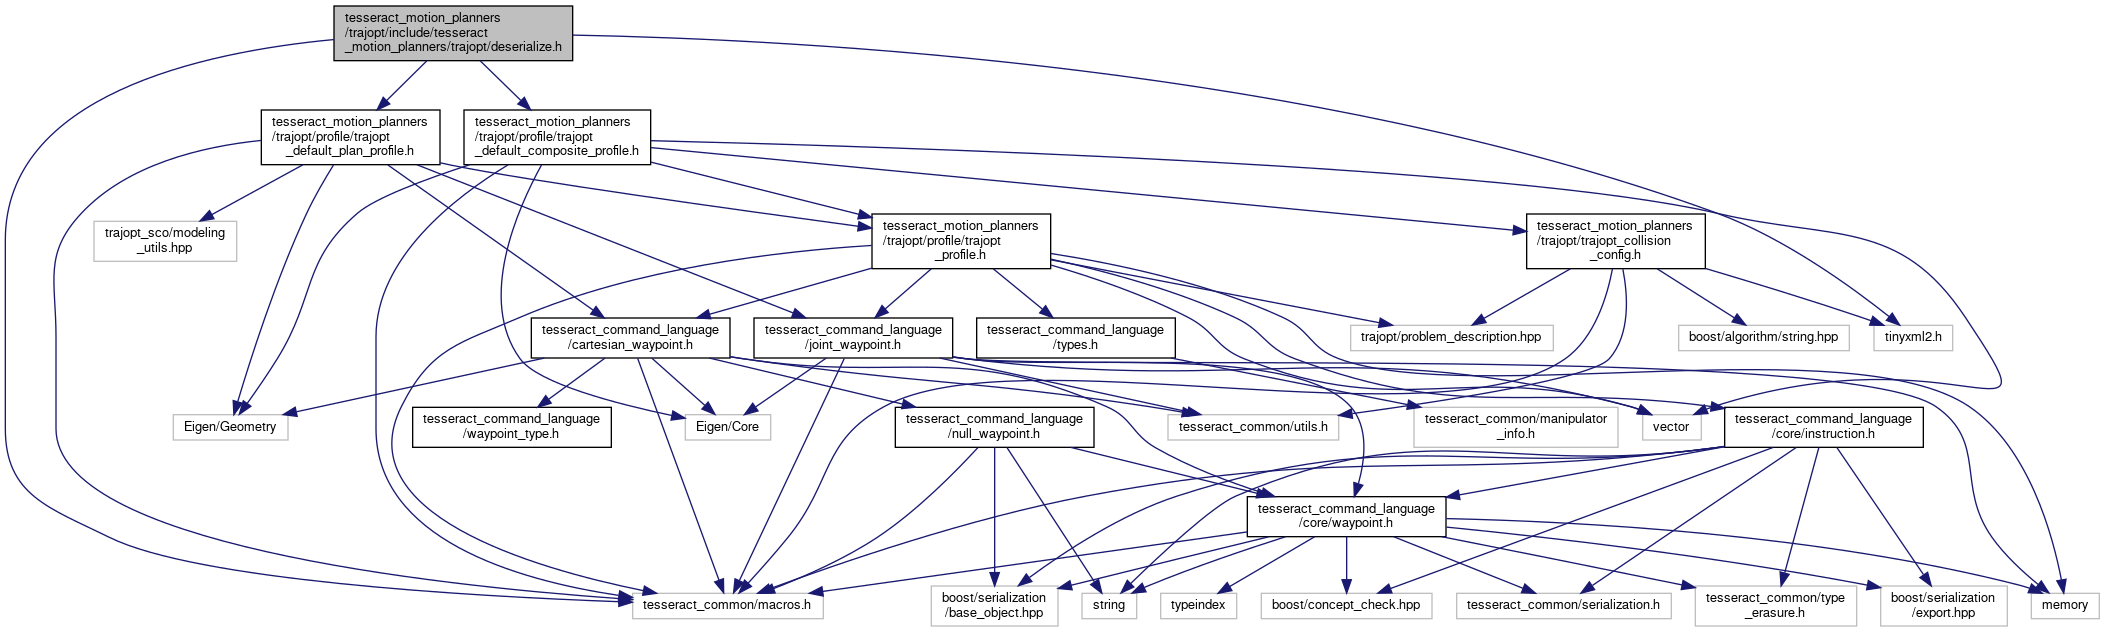 tesseract_motion_planners
/trajopt/include/tesseract
_motion_planners/trajopt/deserialize.h
tesseract_motion_planners
/trajopt/profile/trajopt
_default_plan_profile.h
tesseract_motion_planners
/trajopt/profile/trajopt
_default_composite_profile.h
trajopt_sco/modeling
_utils.hpp
tesseract_motion_planners
/trajopt/profile/trajopt
_profile.h
tesseract_motion_planners
/trajopt/trajopt_collision
_config.h
tesseract_command_language
/cartesian_waypoint.h
tesseract_command_language
/joint_waypoint.h
tesseract_command_language
/types.h
trajopt/problem_description.hpp
boost/algorithm/string.hpp
tinyxml2.h
Eigen/Geometry
tesseract_command_language
/waypoint_type.h
Eigen/Core
tesseract_command_language
/null_waypoint.h
tesseract_common/utils.h
tesseract_common/manipulator
_info.h
vector
tesseract_command_language
/core/instruction.h
tesseract_command_language
/core/waypoint.h
tesseract_common/macros.h
boost/serialization
/base_object.hpp
string
typeindex
boost/concept_check.hpp
tesseract_common/serialization.h
tesseract_common/type
_erasure.h
boost/serialization
/export.hpp
memory